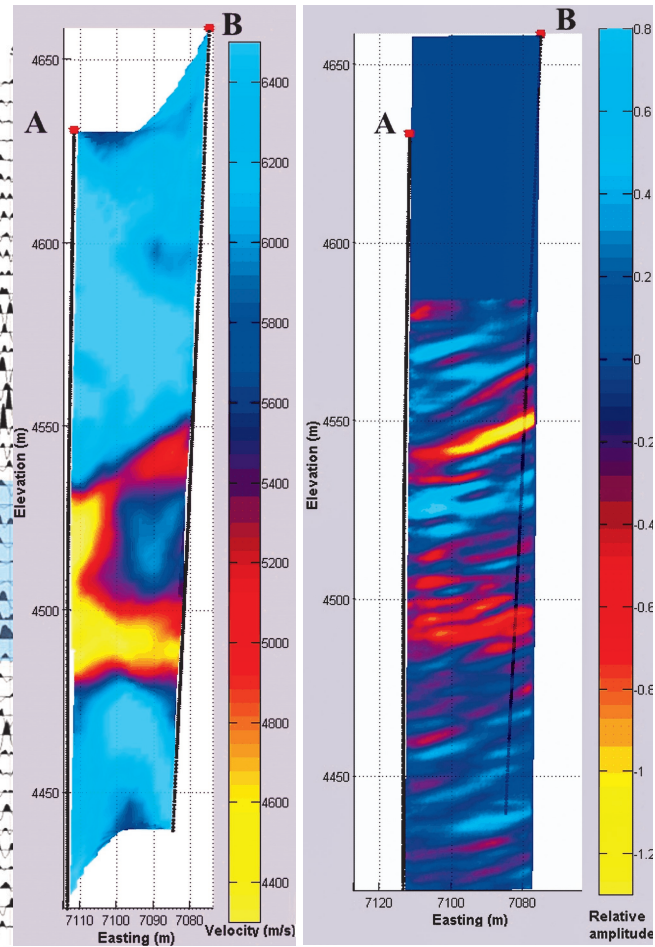 B
A
4650
4600
4550
4500
4450
Elevation (m)
7110 7100 7090 7080
Easting (m)
6400
6200
6000
5800
5600
5400
5200
5000
4800
4600
4400
Velocity (m/s)
B
A
4650
4600
4550
4500
4450
Elevation (m)
7120 7100 7080
Easting (m)
0.8
0.6
0.4
0.2
0
-0.2
-0.4
-0.6
-0.8
-1
-1.2
Relative
amplitude